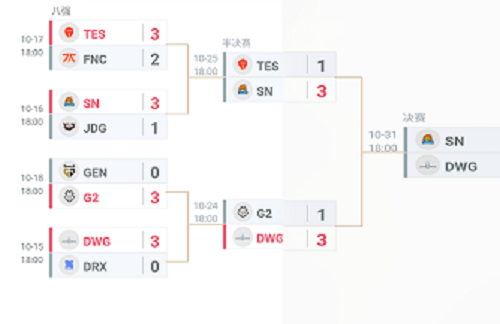 八强
10-17
18:00
TES 3
FNC 2
10-16
18:00
SN 3
JDG 1
10-18
18:00
GEN 0
G2 3
10-15
18:00
DWG 3
DRX 0
半决赛
10-25
18:00
TES 1
SN 3
10-24
18:00
G2 1
DWG 3
决赛
10-31
18:00
SN
DWG